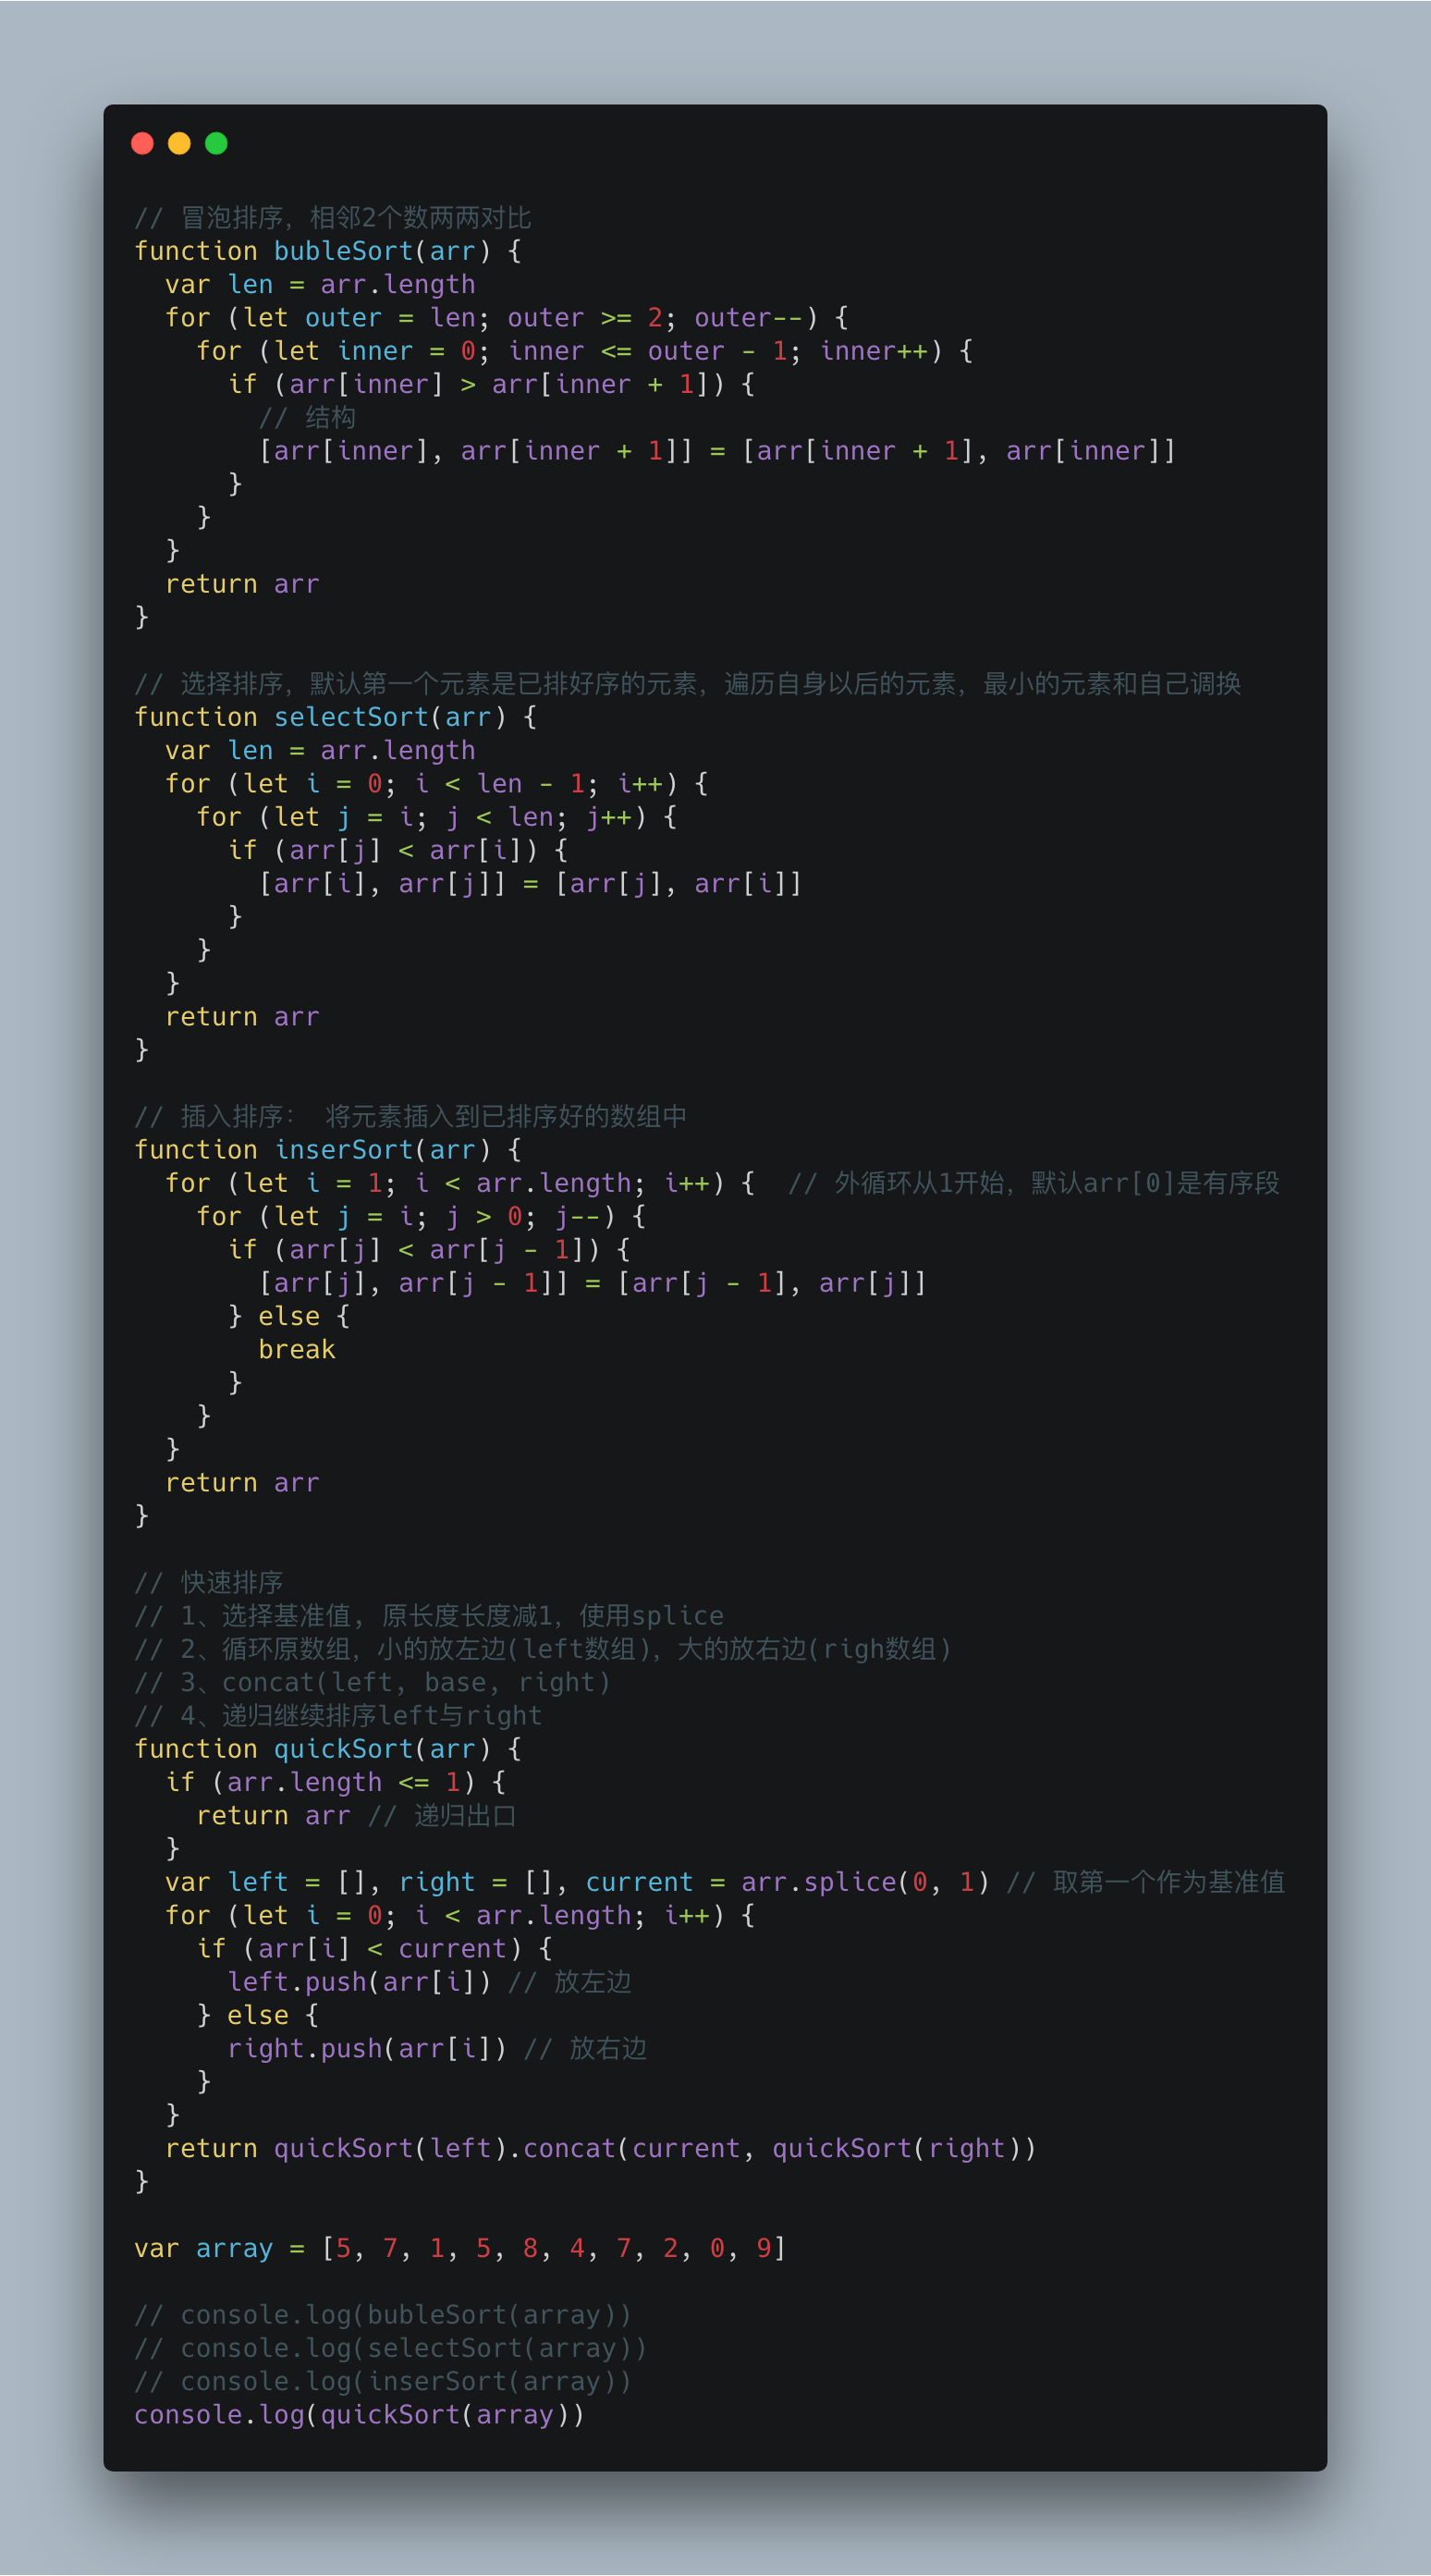 // 冒泡排序，相邻2个数两两对比
function bubleSort(arr) {
  var len = arr.length
  for (let outer = len; outer >= 2; outer--) {
    for (let inner = 0; inner <= outer - 1; inner++) {
      if (arr[inner] > arr[inner + 1]) {
        // 结构
        [arr[inner], arr[inner + 1]] = [arr[inner + 1], arr[inner]]
      }
    }
  }
  return arr
}

// 选择排序，默认第一个元素是已排好序的元素，遍历自身以后的元素，最小的元素和自己调换
function selectSort(arr) {
  var len = arr.length
  for (let i = 0; i < len - 1; i++) {
    for (let j = i; j < len; j++) {
      if (arr[j] < arr[i]) {
        [arr[i], arr[j]] = [arr[j], arr[i]]
      }
    }
  }
  return arr
}

// 插入排序： 将元素插入到已排序好的数组中
function inserSort(arr) {
  for (let i = 1; i < arr.length; i++) {  // 外循环从1开始，默认arr[0]是有序段
    for (let j = i; j > 0; j--) {
      if (arr[j] < arr[j - 1]) {
        [arr[j], arr[j - 1]] = [arr[j - 1], arr[j]]
      } else {
        break
      }
    }
  }
  return arr
}

// 快速排序
// 1、选择基准值, 原长度长度减1，使用splice
// 2、循环原数组，小的放左边(left数组)，大的放右边(righ数组)
// 3、concat(left, base, right)
// 4、递归继续排序left与right
function quickSort(arr) {
  if (arr.length <= 1) {
    return arr // 递归出口
  }
  var left = [], right = [], current = arr.splice(0, 1) // 取第一个作为基准值
  for (let i = 0; i < arr.length; i++) {
    if (arr[i] < current) {
      left.push(arr[i]) // 放左边
    } else {
      right.push(arr[i]) // 放右边
    }
  }
  return quickSort(left).concat(current, quickSort(right))
}

var array = [5, 7, 1, 5, 8, 4, 7, 2, 0, 9]

// console.log(bubleSort(array))
// console.log(selectSort(array))
// console.log(inserSort(array))
console.log(quickSort(array))